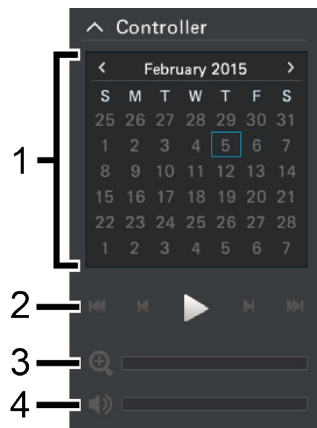 Controller
February 2015
S M T W T F S
25 26 27 28 29 30 31
1 2 3 4 5 6 7
8 9 10 11 12 13 14
15 16 17 18 19 20 21
22 23 24 25 26 27 28
1 2 3 4 5 6 7
1
2
3
4